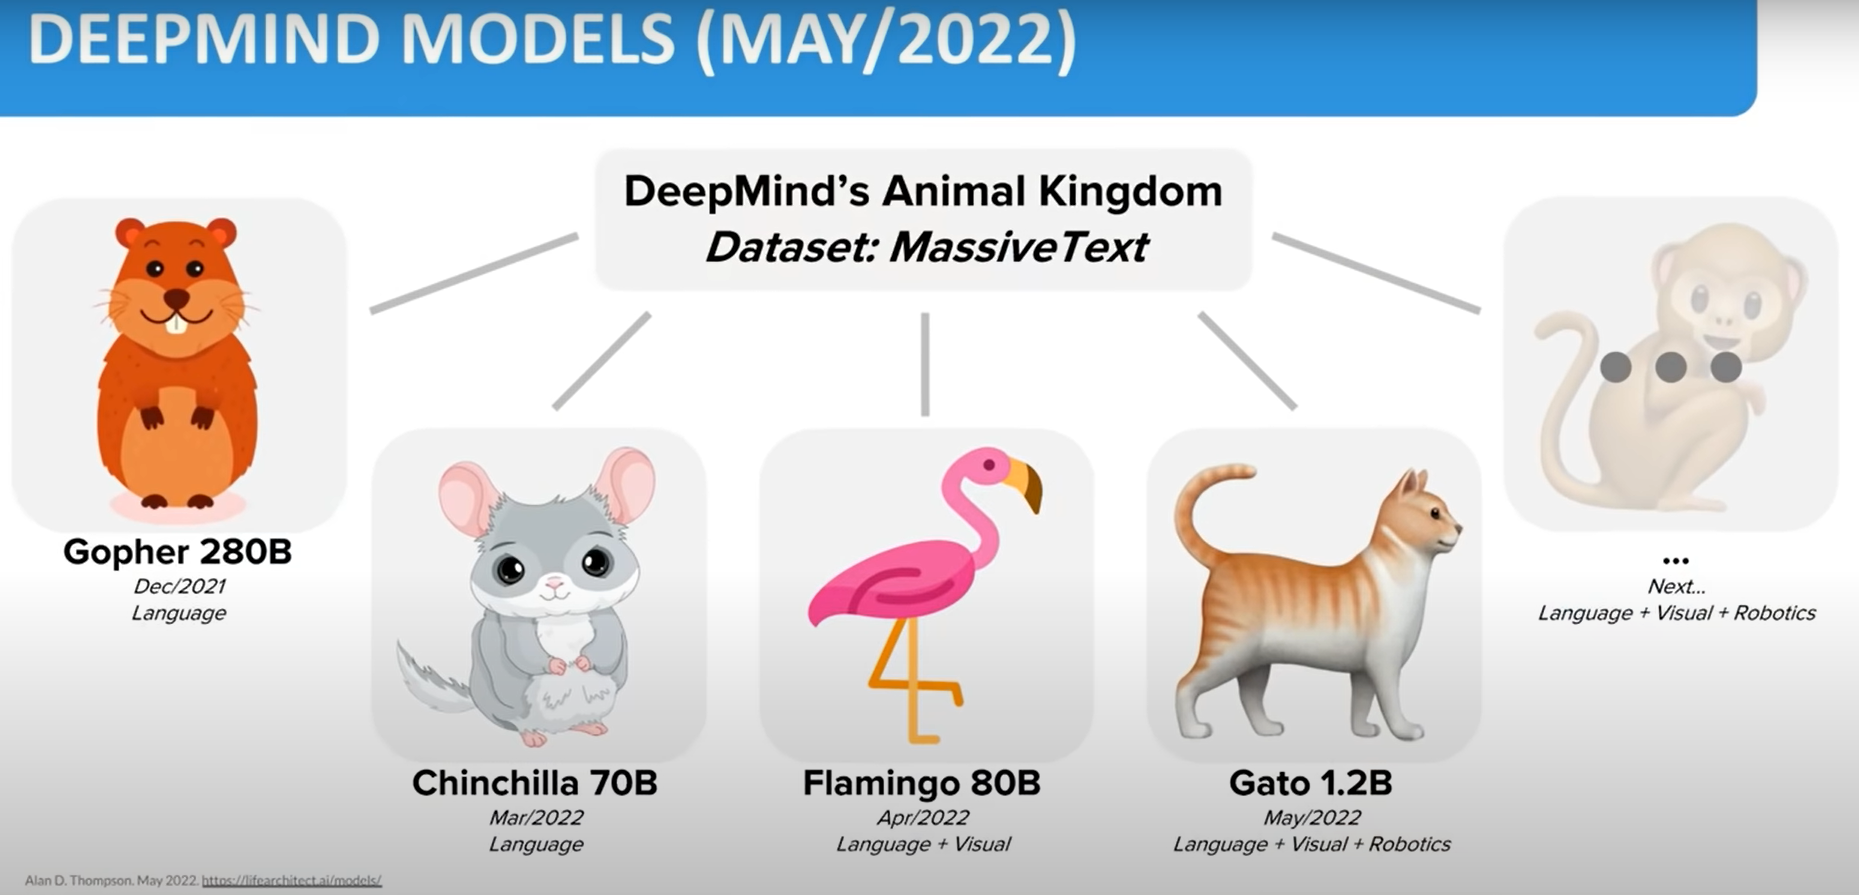 DEEPMIND MODELS (MAY/2022)
DeepMind's Animal Kingdom
Dataset: MassiveText
Gopher 280B
Dec/2021
Language
Chinchilla 70B
Mar/2022
Language
Flamingo 80B
Apr/2022
Language + Visual
Gato 1.2B
May/2022
Language + Visual + Robotics
...
Next...
Language + Visual + Robotics
Alan D. Thompson. May 2022. https://lifearchitect.ai/models/